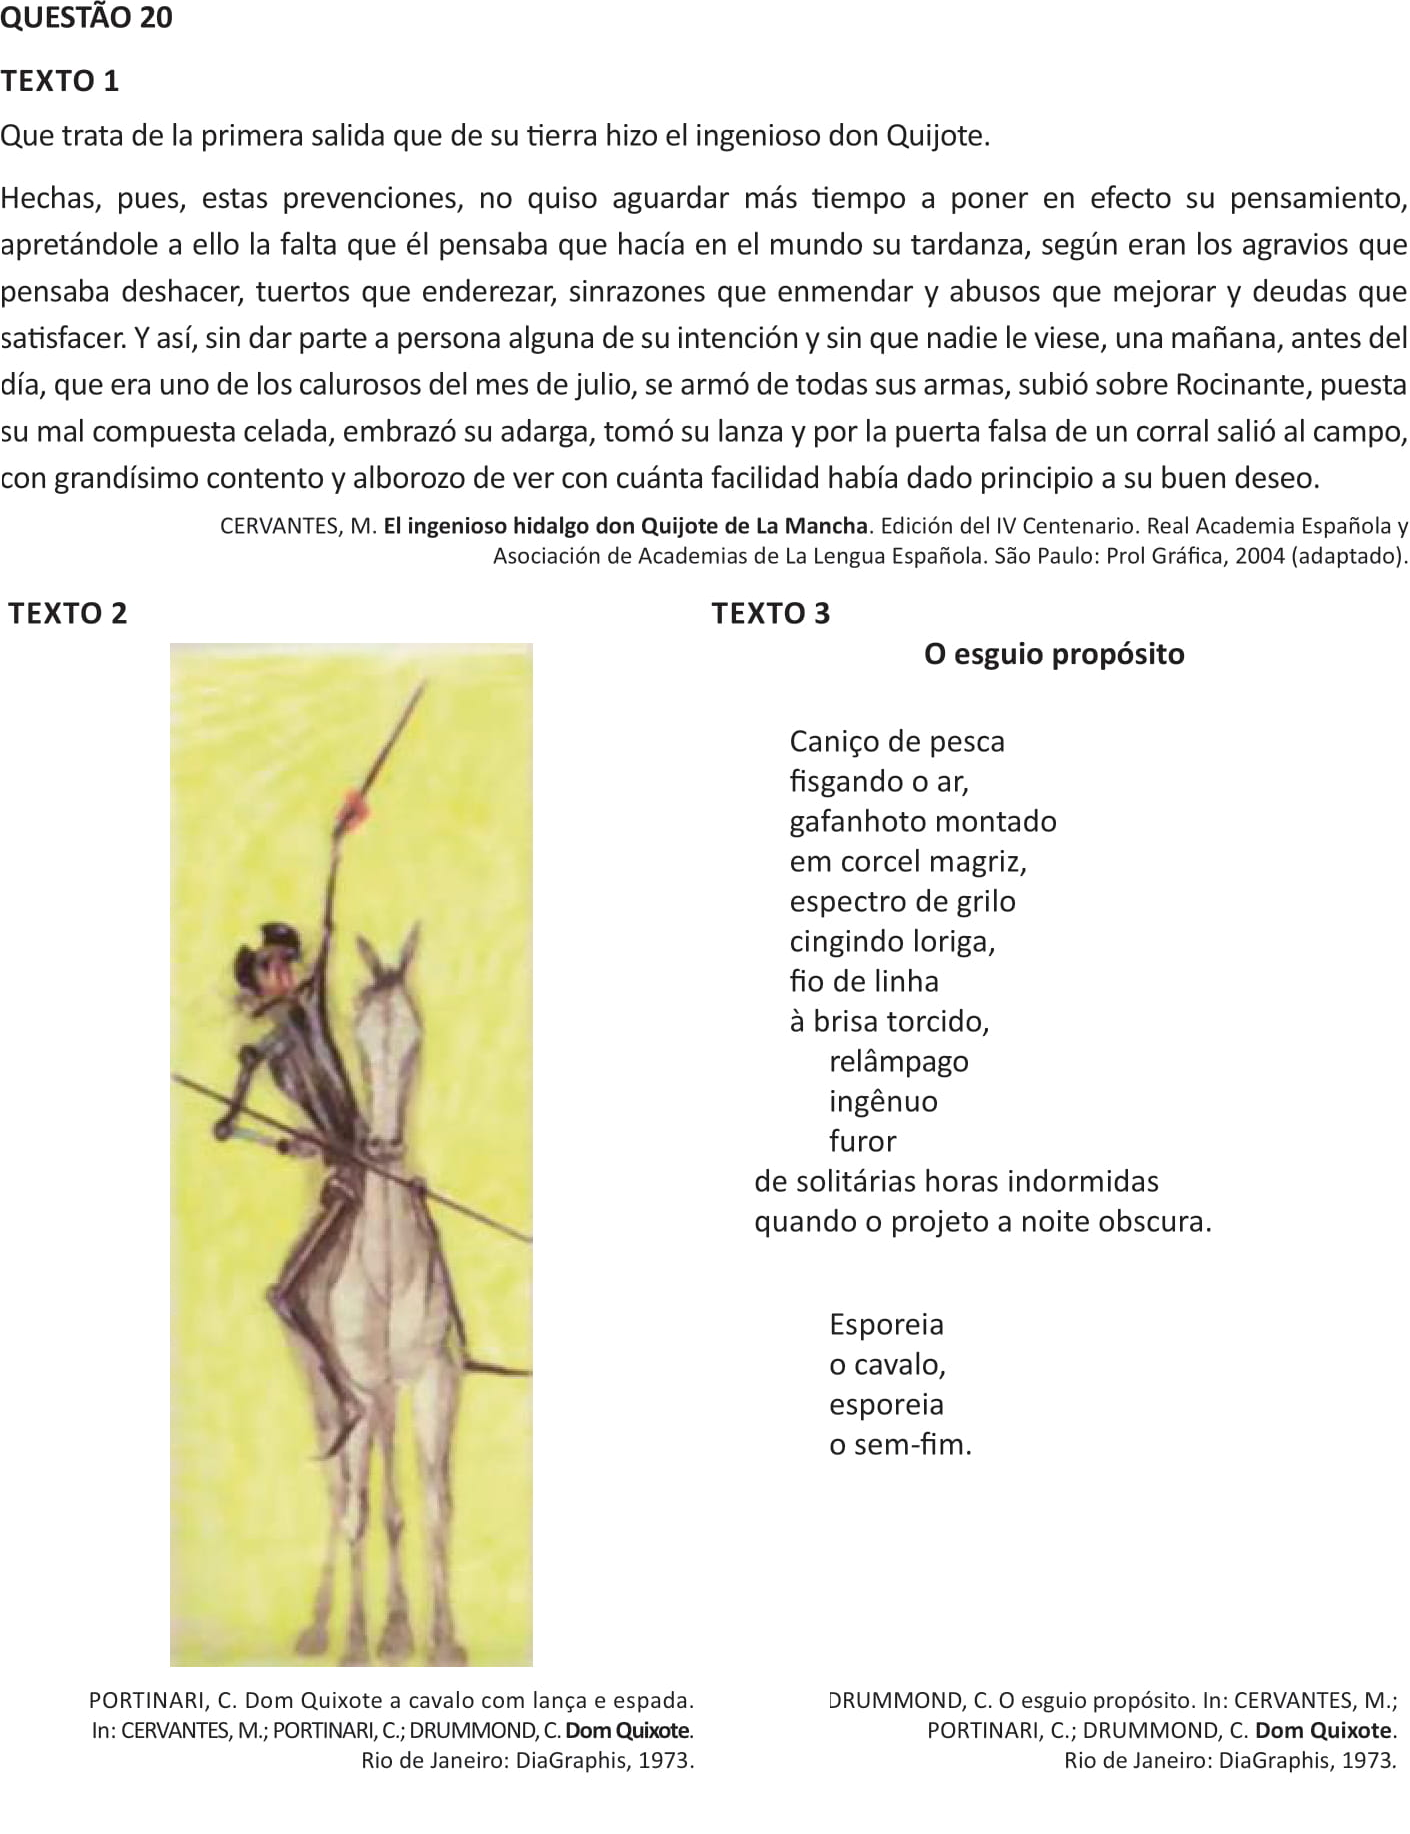 QUESTÃO 20
TEXTO 1
Que trata de la primera salida que de su tierra hizo el ingenioso don Quijote.
Hechas, pues, estas prevenciones, no quiso aguardar más tiempo a poner en efecto su pensamiento,
apretándole a ello la falta que él pensaba que hacía en el mundo su tardanza, según eran los agravios que
pensaba deshacer, tuertos que enderezar, sinrazones que enmendar y abusos que mejorar y deudas que
satisfacer. Y así, sin dar parte a persona alguna de su intención y sin que nadie le viese, una mañana, antes del
día, que era uno de los calurosos del mes de julio, se armó de todas sus armas, subió sobre Rocinante, puesta
su mal compuesta celada, embrazó su adarga, tomó su lanza y por la puerta falsa de un corral salió al campo,
con grandísimo contento y alborozo de ver con cuánta facilidad había dado principio a su buen deseo.
CERVANTES, M. El ingenioso hidalgo don Quijote de La Mancha. Edición del IV Centenario. Real Academia Española y
Asociación de Academias de La Lengua Española. São Paulo: Prol Gráfica, 2004 (adaptado).
TEXTO 2
PORTINARI, C. Dom Quixote a cavalo com lança e espada.
In: CERVANTES, M.; PORTINARI, C.; DRUMMOND, C. Dom Quixote.
Rio de Janeiro: DiaGraphis, 1973.
TEXTO 3
O esguio propósito
Caniço de pesca
fisgando o ar,
gafanhoto montado
em corcel magriz,
espectro de grilo
cingindo loriga,
fio de linha
à brisa torcido,
relâmpago
ingênuo
furor
de solitárias horas indormidas
quando o projeto a noite obscura.
Esporeia
o cavalo,
esporeia
o sem-fim.
DRUMMOND, C. O esguio propósito. In: CERVANTES, M.;
PORTINARI, C.; DRUMMOND, C. Dom Quixote.
Rio de Janeiro: DiaGraphis, 1973.